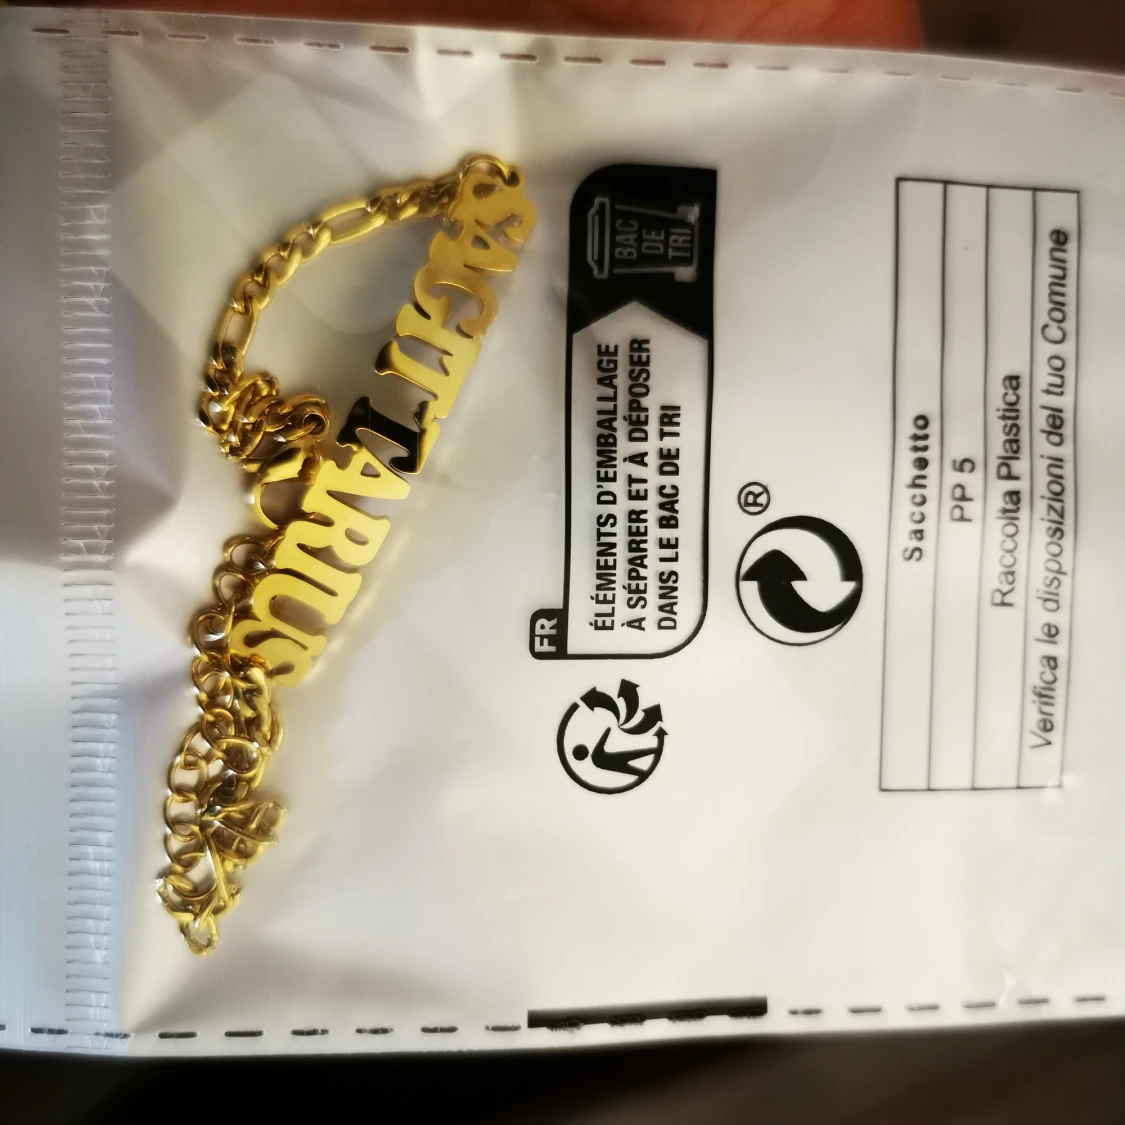 SAGITTARIUS
FR
ÉLÉMENTS D'EMBALLAGE
À SÉPARER ET À DÉPOSER
DANS LE BAC DE TRI
BAC
DE
TRI
®
Sacchetto
PP 5
Raccolta Plastica
Verifica le disposizioni del tuo Comune